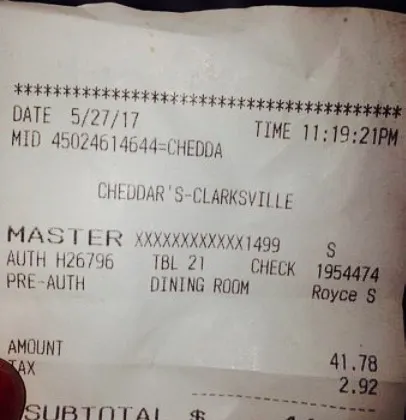 ****************************************
DATE 5/27/17 TIME 11:19:21PM
MID 45024614644=CHEDDA
CHEDDAR'S-CLARKSVILLE
MASTER XXXXXXXXXXXX1499 S
AUTH H26796 TBL 21 CHECK 1954474
PRE-AUTH DINING ROOM Royce S
AMOUNT 41.78
TAX 2.92
SUBTOTAL $